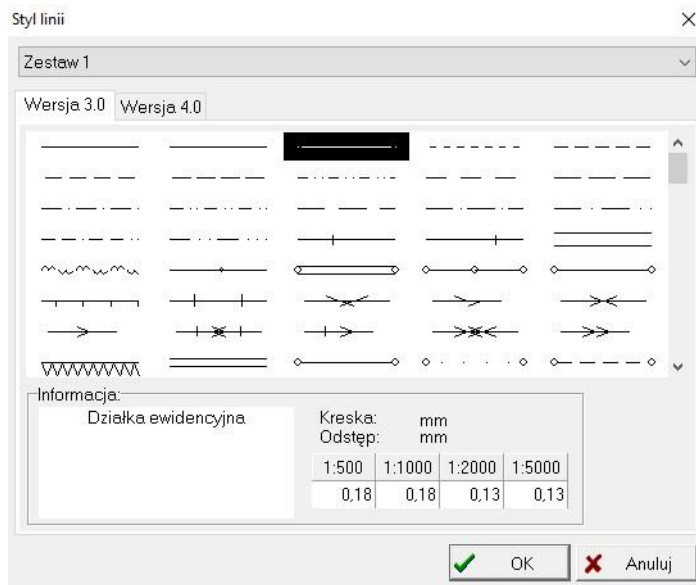 Styl linii
Zestaw 1
Wersja 3.0 Wersja 4.0
Informacja:
Działka ewidencyjna
Kreska: mm
Odstęp: mm
1:500 1:1000 1:2000 1:5000
0,18 0,18 0,13 0,13
OK Anuluj